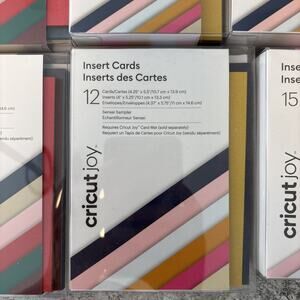 Insert Cards
Inserts des Cartes
12
Cards/Cartes (4.25" x 5.5"/10.7 cm x 13.9 cm)
Inserts (4" x 5.25"/10.1 cm x 13.3 cm)
Envelopes/Enveloppes (4.37" x 5.75"/11 cm x 14.6 cm)
Sensei Sampler
Échantillonneur Sensei
Requires Cricut Joy™ Card Mat (sold separately)
Requiert un Tapis de Cartes pour Cricut Joy (vendu séparément)
cricut joy™
Inse
Inse
15
cricut joy